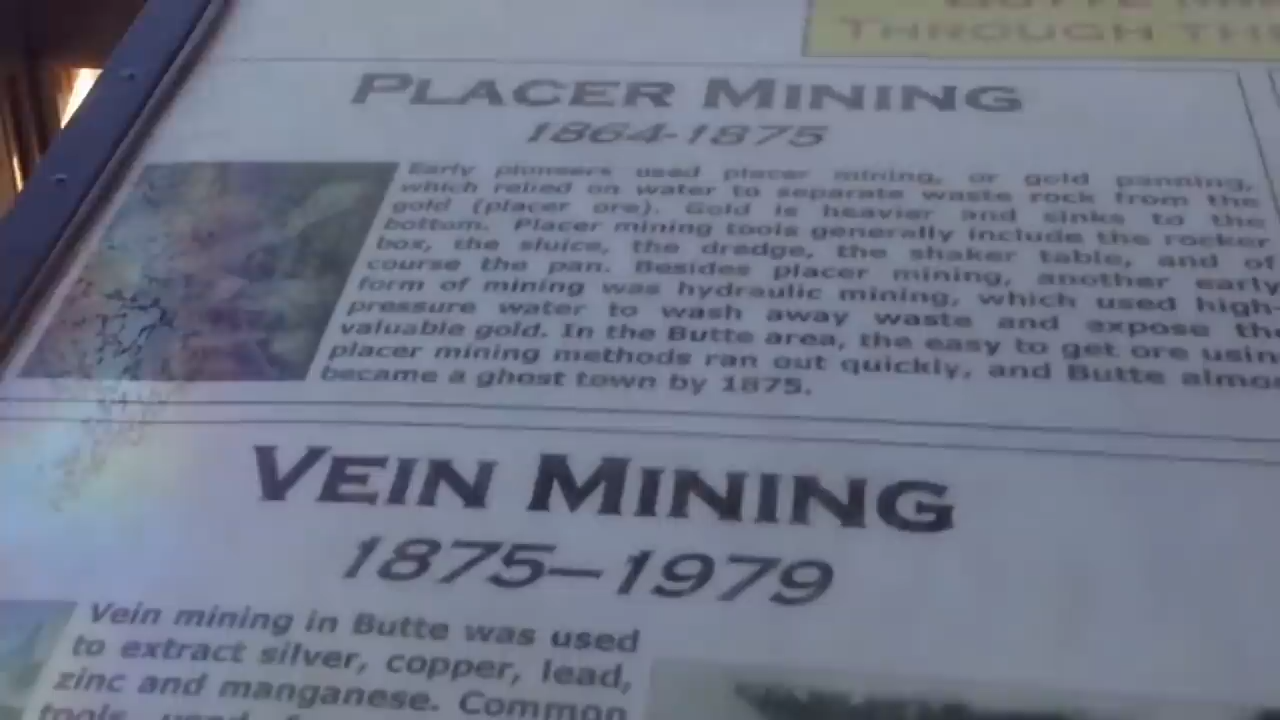 THROUGH THE
PLACER MINING
1864-1875
Early pioneers used placer mining, or gold panning,
which relied on water to separate waste rock from the
gold (placer ore). Gold is heavier and sinks to the
bottom. Placer mining tools generally include the rocker
box, the sluice, the dredge, the shaker table, and of
course the pan. Besides placer mining, another early
form of mining was hydraulic mining, which used high-
pressure water to wash away waste and expose the
valuable gold. In the Butte area, the easy to get ore usin
placer mining methods ran out quickly, and Butte almo
became a ghost town by 1875.
VEIN MINING
1875–1979
Vein mining in Butte was used
to extract silver, copper, lead,
zinc and manganese. Common
tools used